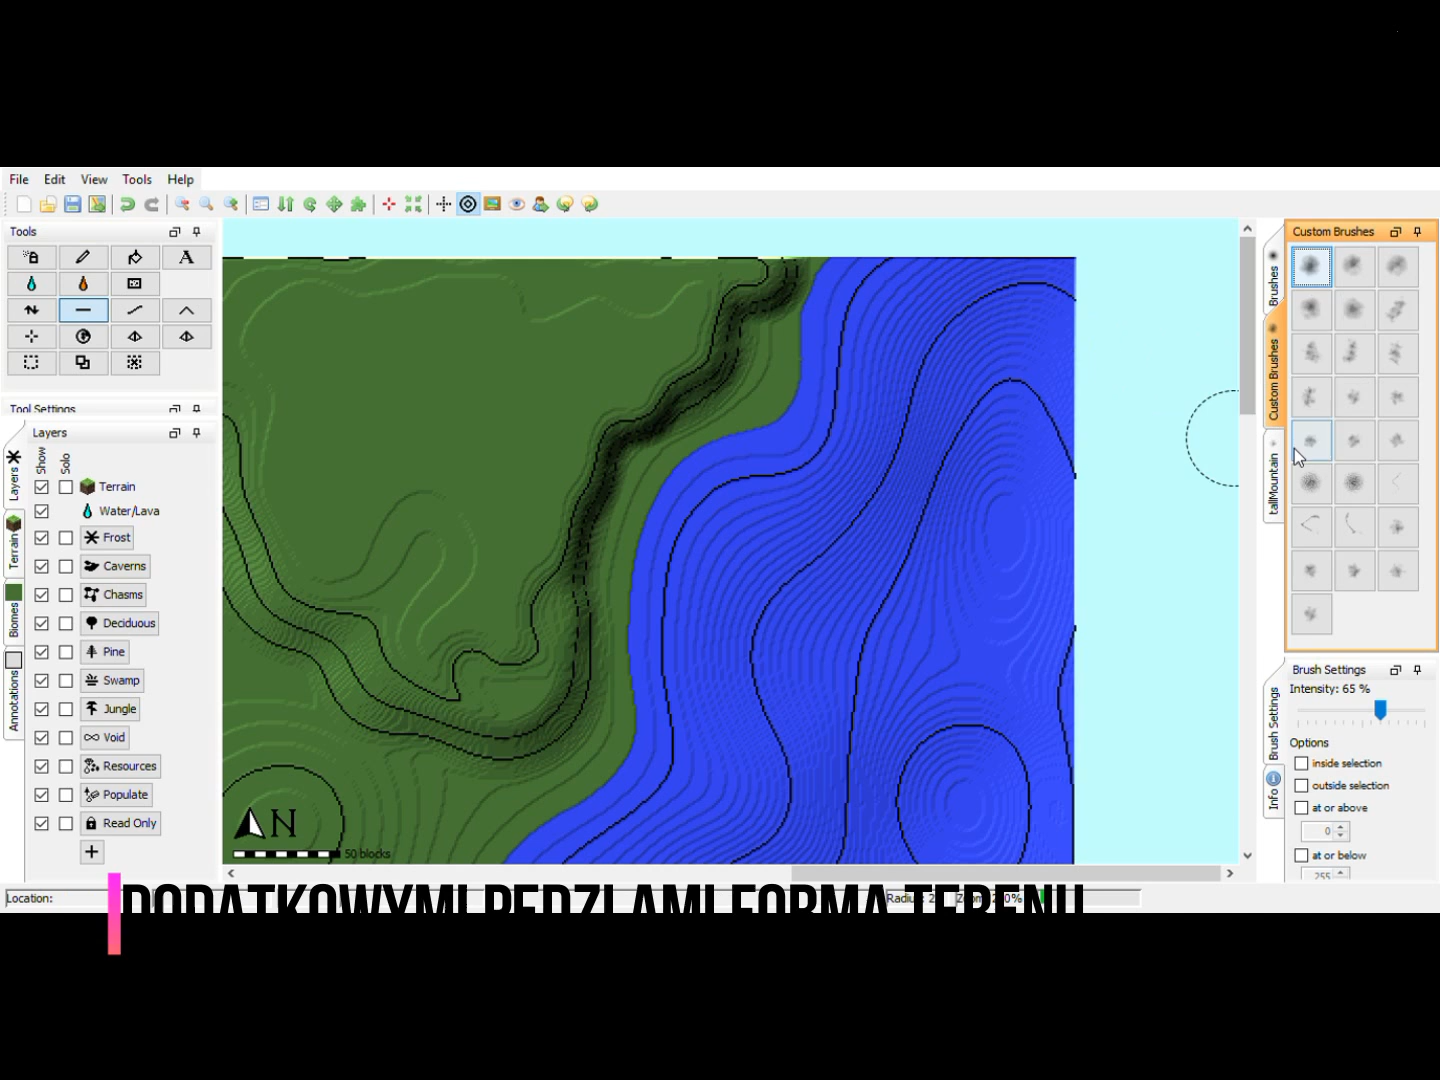 File Edit View Tools Help
Tools
A
Tool Settings
Layers
Show
Solo
Terrain
Water/Lava
Frost
Caverns
Chasms
Deciduous
Pine
Swamp
Jungle
Void
Resources
Populate
Read Only
+
Layers
Terrain
Biomes
Annotations
N
50 blocks
Brushes
Custom Brushes
tallMountain
Custom Brushes
Brush Settings
Info
Brush Settings
Intensity: 65 %
Options
inside selection
outside selection
at or above
0
at or below
255
Location:
DODATKOWYMI PĘDZLAMI FORMA TERENU